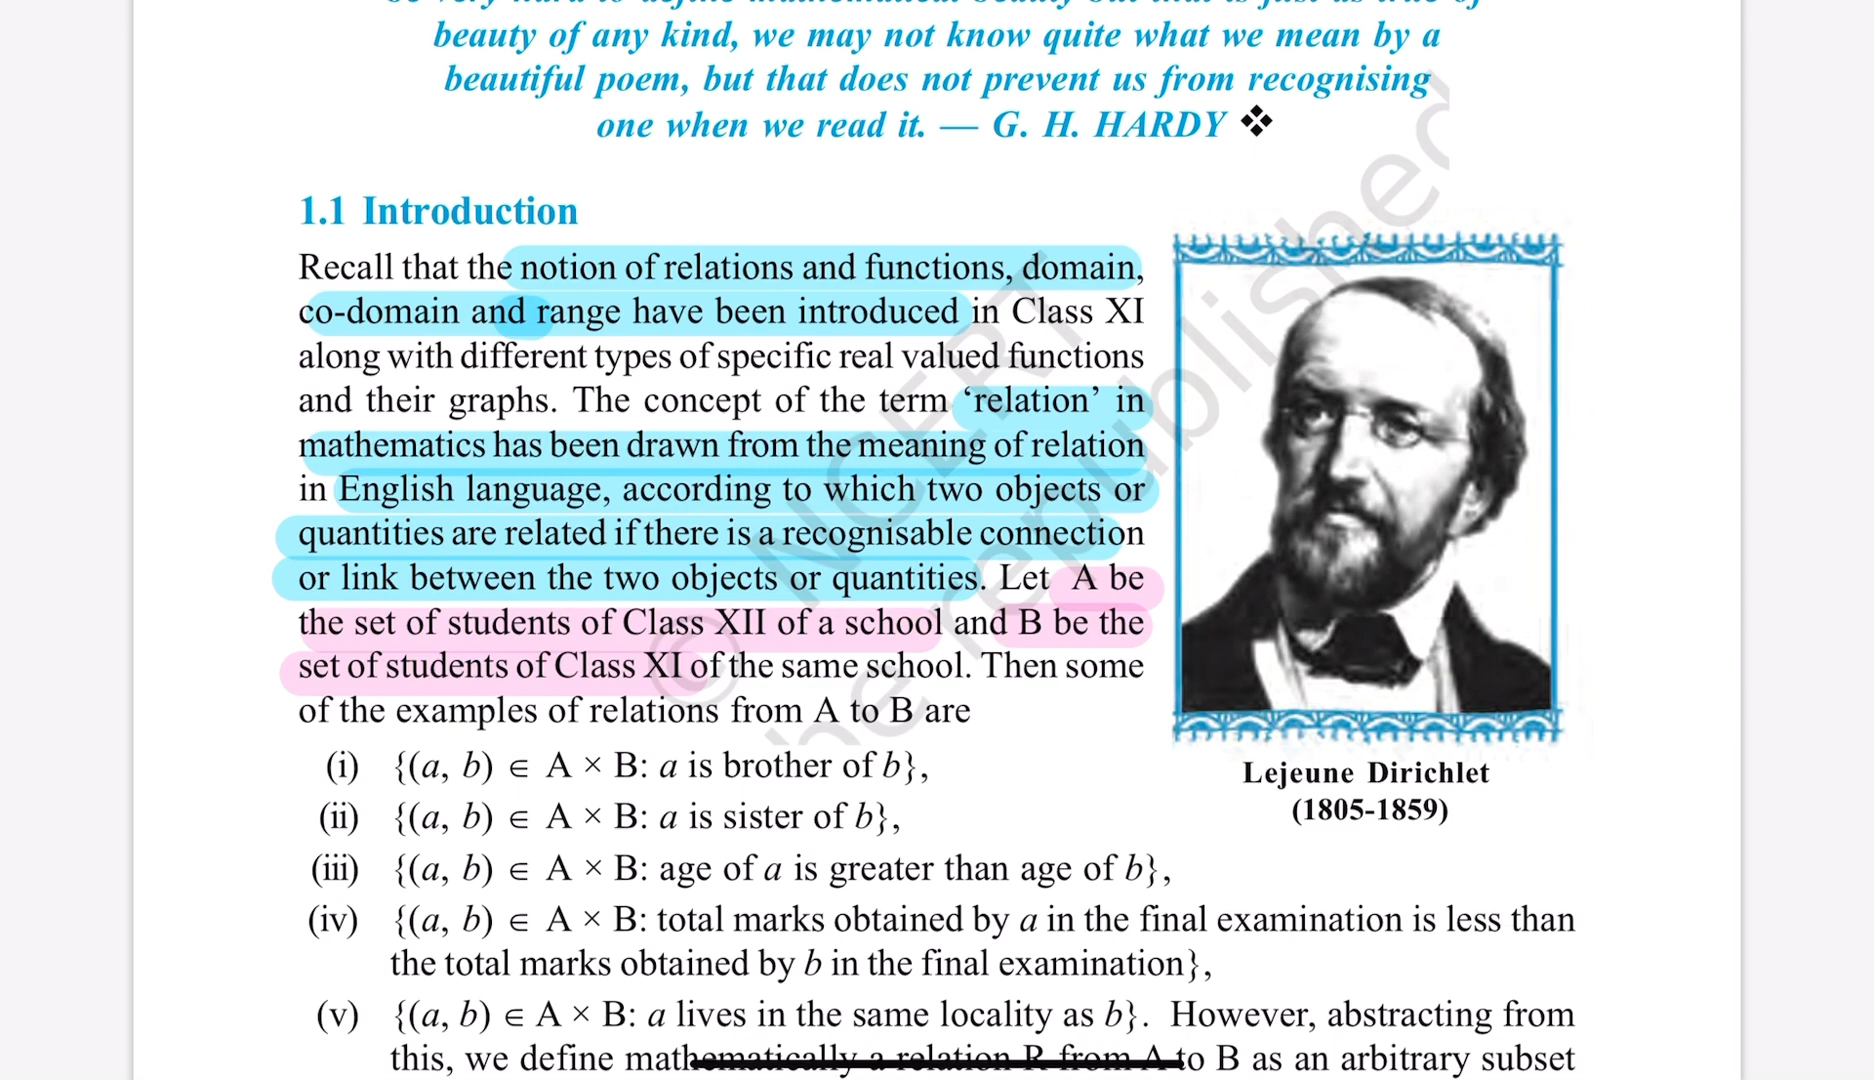 beauty of any kind, we may not know quite what we mean by a
beautiful poem, but that does not prevent us from recognising
one when we read it. — G. H. HARDY ❖
1.1 Introduction
Recall that the notion of relations and functions, domain,
co-domain and range have been introduced in Class XI
along with different types of specific real valued functions
and their graphs. The concept of the term ‘relation’ in
mathematics has been drawn from the meaning of relation
in English language, according to which two objects or
quantities are related if there is a recognisable connection
or link between the two objects or quantities. Let A be
the set of students of Class XII of a school and B be the
set of students of Class XI of the same school. Then some
of the examples of relations from A to B are
(i) {(a, b) ∈ A × B: a is brother of b},
(ii) {(a, b) ∈ A × B: a is sister of b},
(iii) {(a, b) ∈ A × B: age of a is greater than age of b},
(iv) {(a, b) ∈ A × B: total marks obtained by a in the final examination is less than
the total marks obtained by b in the final examination},
(v) {(a, b) ∈ A × B: a lives in the same locality as b}. However, abstracting from
this, we define mathematically a relation R from A to B as an arbitrary subset
Lejeune Dirichlet
(1805-1859)
© NCERT
republished